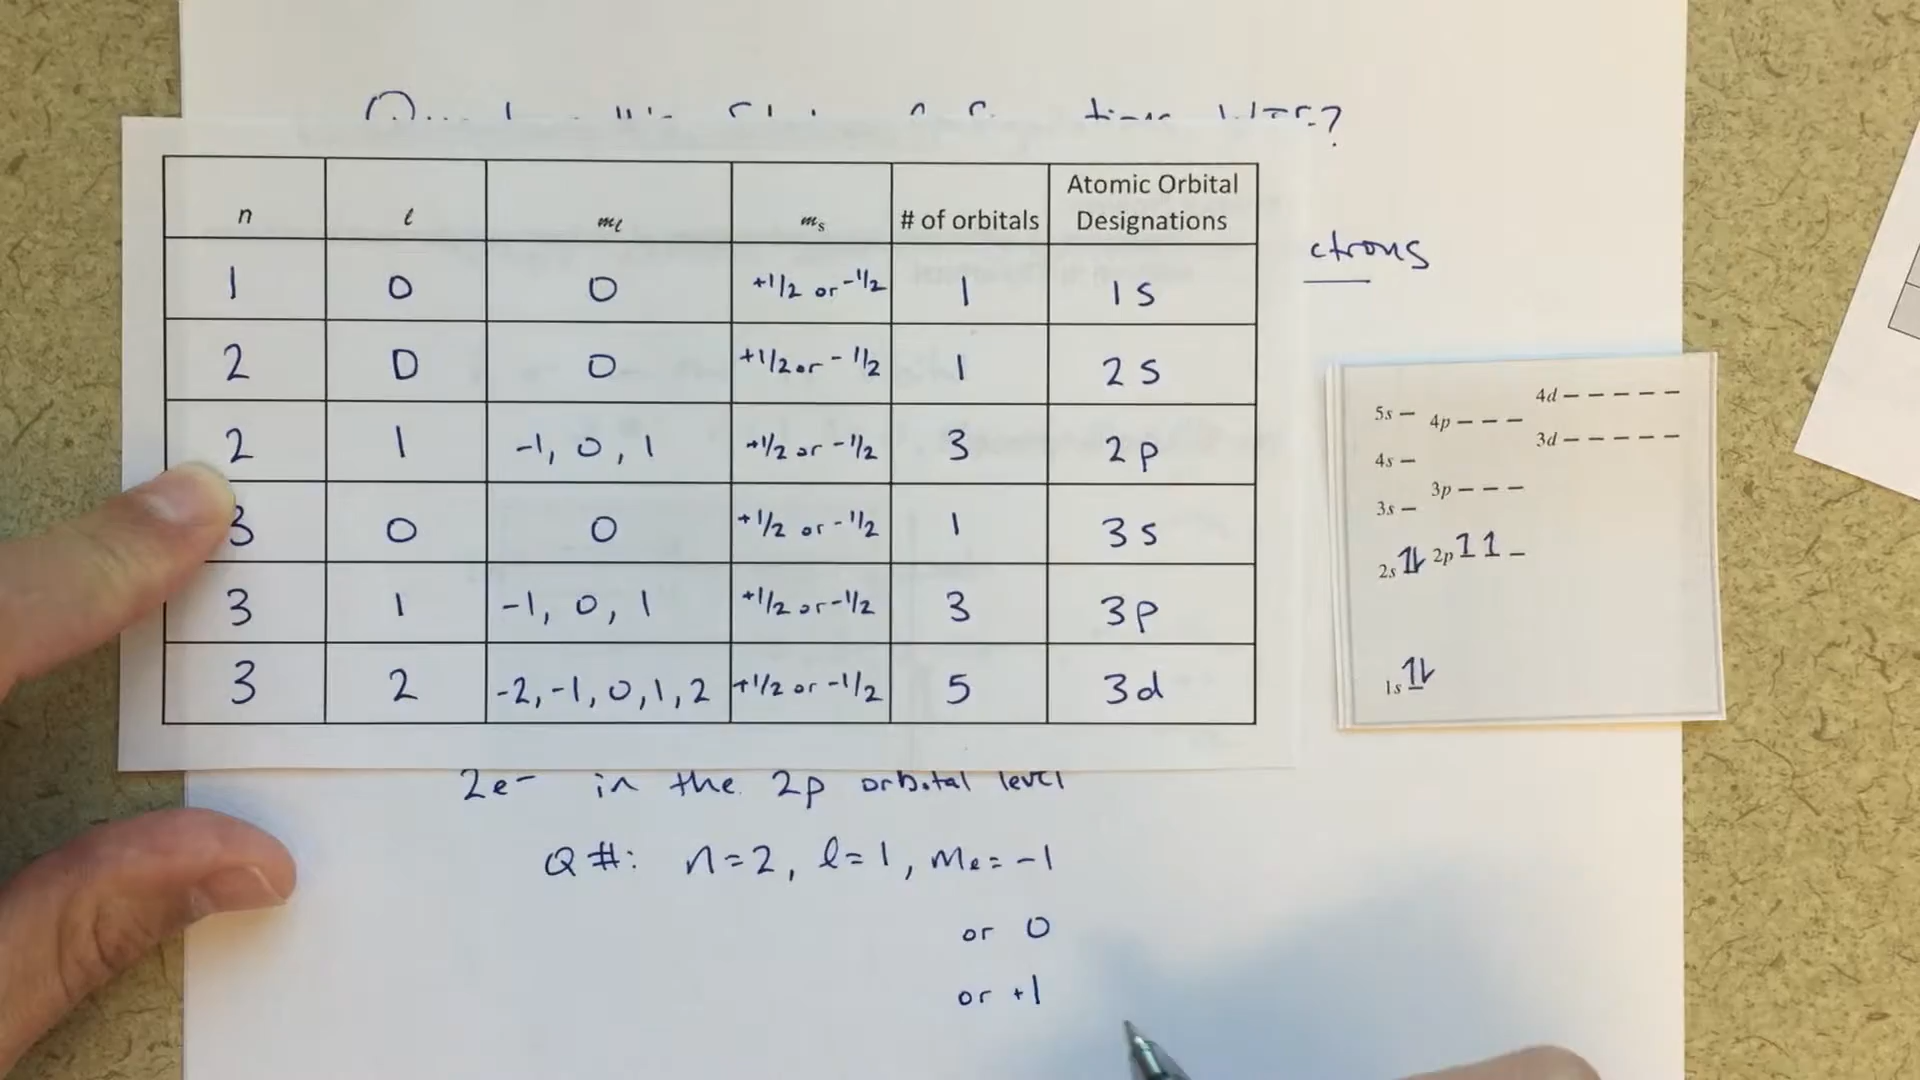 ?
n ℓ mℓ ms # of orbitals Atomic Orbital Designations
ctrons
1 0 0 +1/2 or -1/2 1 1s
2 0 0 +1/2 or - 1/2 1 2s
2 1 -1, 0, 1 +1/2 or -1/2 3 2p
3 0 0 +1/2 or -1/2 1 3s
3 1 -1, 0, 1 +1/2 or -1/2 3 3p
3 2 -2,-1,0,1,2 +1/2 or -1/2 5 3d
4d
5s 4p
3d
4s
3p
3s
2s 2p
1s
2e- in the 2p orbital level
Q #: n=2, l=1, mℓ= -1
or 0
or +1